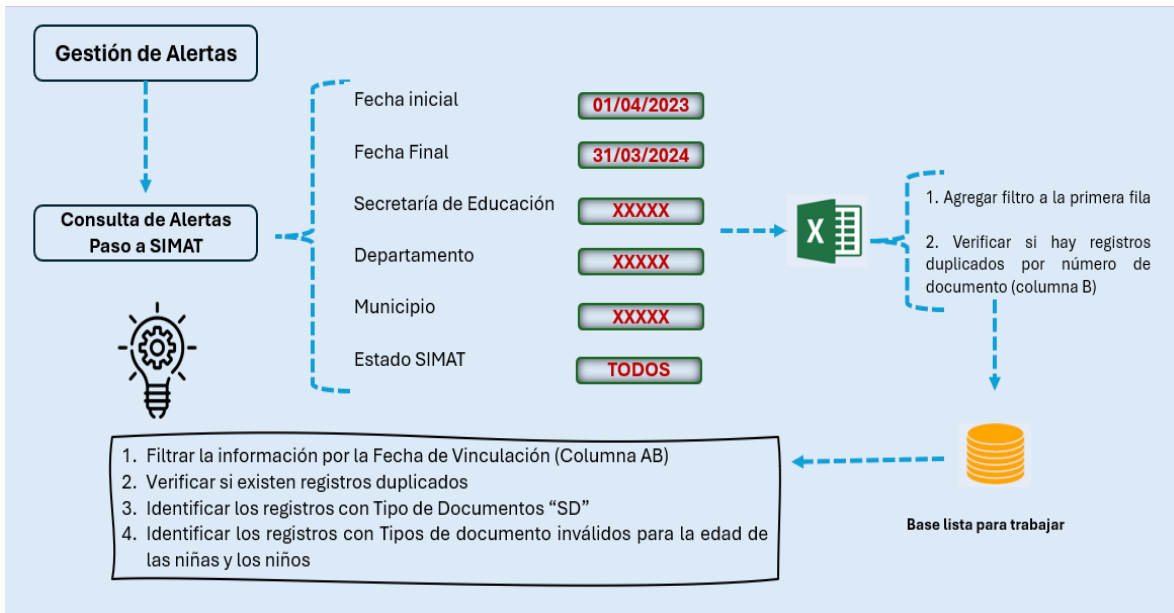 Gestión de Alertas
Consulta de Alertas
Paso a SIMAT
Fecha inicial 01/04/2023
Fecha Final 31/03/2024
Secretaría de Educación XXXXX
Departamento XXXXX
Municipio XXXXX
Estado SIMAT TODOS
X
1. Agregar filtro a la primera fila
2. Verificar si hay registros
duplicados por número de
documento (columna B)
Base lista para trabajar
1. Filtrar la información por la Fecha de Vinculación (Columna AB)
2. Verificar si existen registros duplicados
3. Identificar los registros con Tipo de Documentos “SD”
4. Identificar los registros con Tipos de documento inválidos para la edad de
las niñas y los niños